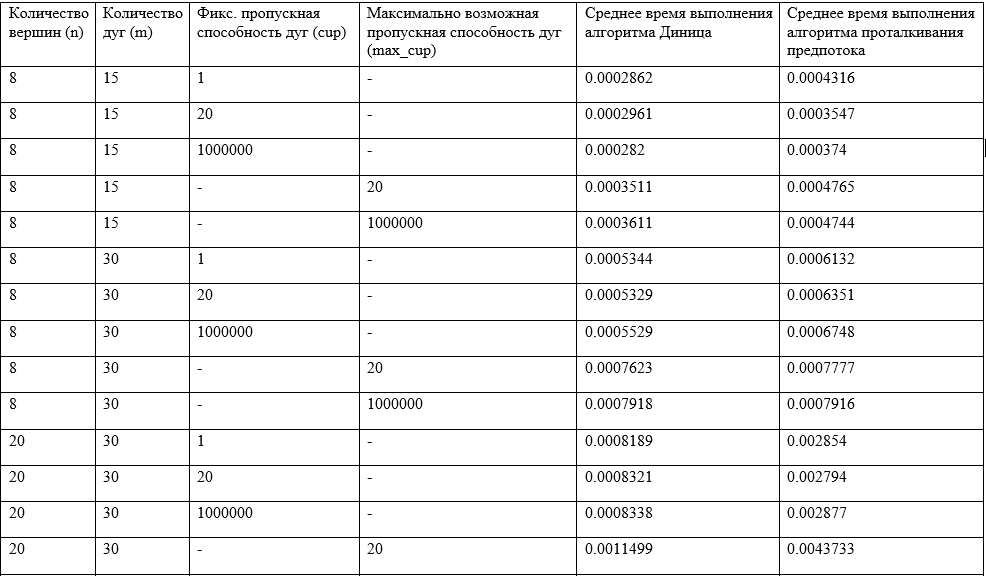 Количество вершин (n) Количество дуг (m) Фикс. пропускная способность дуг (cup) Максимально возможная пропускная способность дуг (max_cup) Среднее время выполнения алгоритма Диница Среднее время выполнения алгоритма проталкивания предпотока
8 15 1 - 0.0002862 0.0004316
8 15 20 - 0.0002961 0.0003547
8 15 1000000 - 0.000282 0.000374
8 15 - 20 0.0003511 0.0004765
8 15 - 1000000 0.0003611 0.0004744
8 30 1 - 0.0005344 0.0006132
8 30 20 - 0.0005329 0.0006351
8 30 1000000 - 0.0005529 0.0006748
8 30 - 20 0.0007623 0.0007777
8 30 - 1000000 0.0007918 0.0007916
20 30 1 - 0.0008189 0.002854
20 30 20 - 0.0008321 0.002794
20 30 1000000 - 0.0008338 0.002877
20 30 - 20 0.0011499 0.0043733